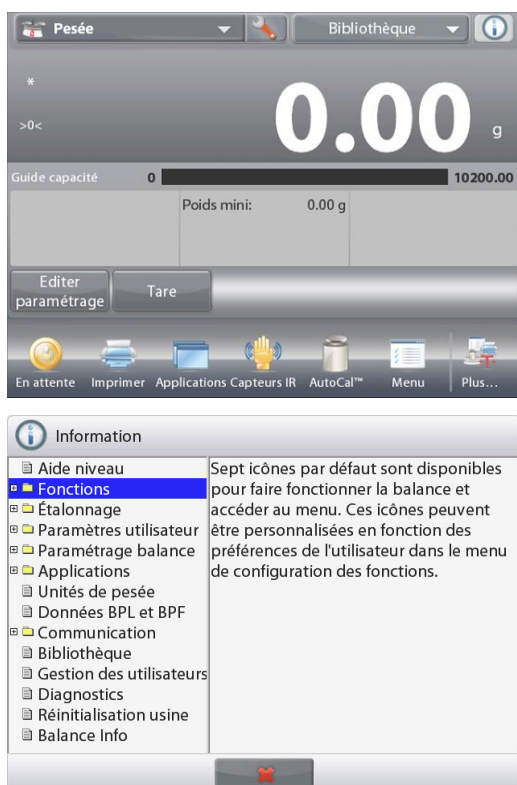 Pesée
Bibliothèque
*
>0<
0.00 g
Guide capacité 0 10200.00
Poids mini: 0.00 g
Editer
paramétrage
Tare
En attente Imprimer Applications Capteurs IR AutoCal™ Menu Plus...
Information
Aide niveau
Fonctions
Étalonnage
Paramètres utilisateur
Paramétrage balance
Applications
Unités de pesée
Données BPL et BPF
Communication
Bibliothèque
Gestion des utilisateurs
Diagnostics
Réinitialisation usine
Balance Info
Sept icônes par défaut sont disponibles
pour faire fonctionner la balance et
accéder au menu. Ces icônes peuvent
être personnalisées en fonction des
préférences de l'utilisateur dans le menu
de configuration des fonctions.